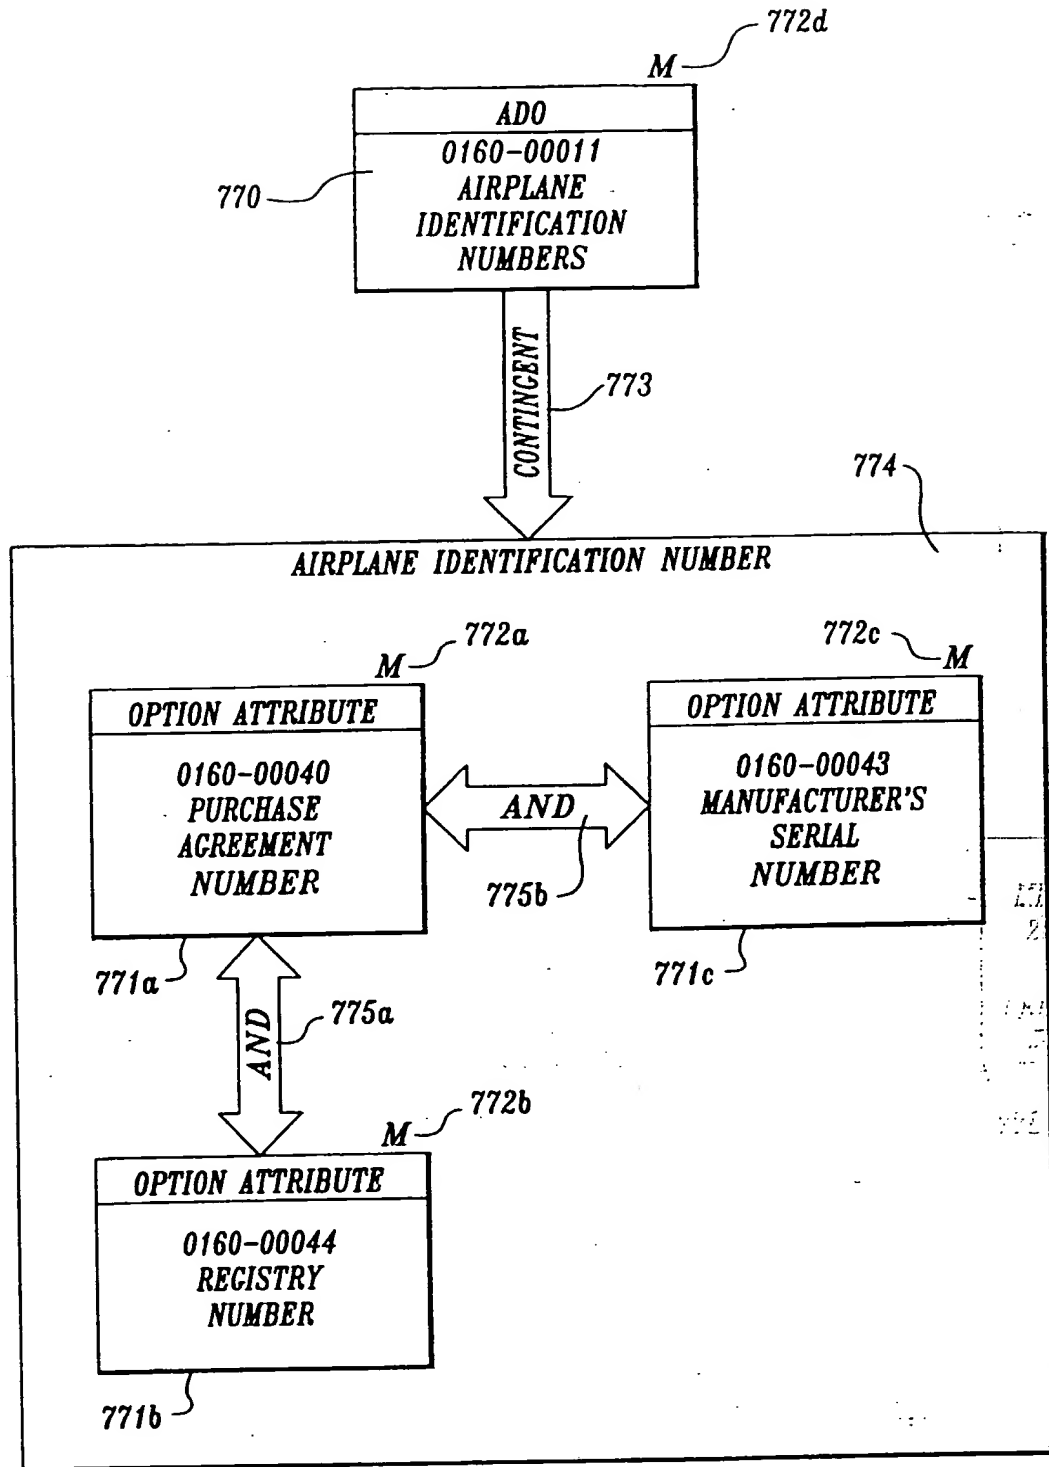 772d
M
ADO
0160-00011
AIRPLANE
IDENTIFICATION
NUMBERS
770
CONTINGENT
773
774
AIRPLANE IDENTIFICATION NUMBER
772a
M
OPTION ATTRIBUTE
0160-00040
PURCHASE
AGREEMENT
NUMBER
771a
AND
775b
772c
M
OPTION ATTRIBUTE
0160-00043
MANUFACTURER'S
SERIAL
NUMBER
771c
AND
775a
772b
M
OPTION ATTRIBUTE
0160-00044
REGISTRY
NUMBER
771b